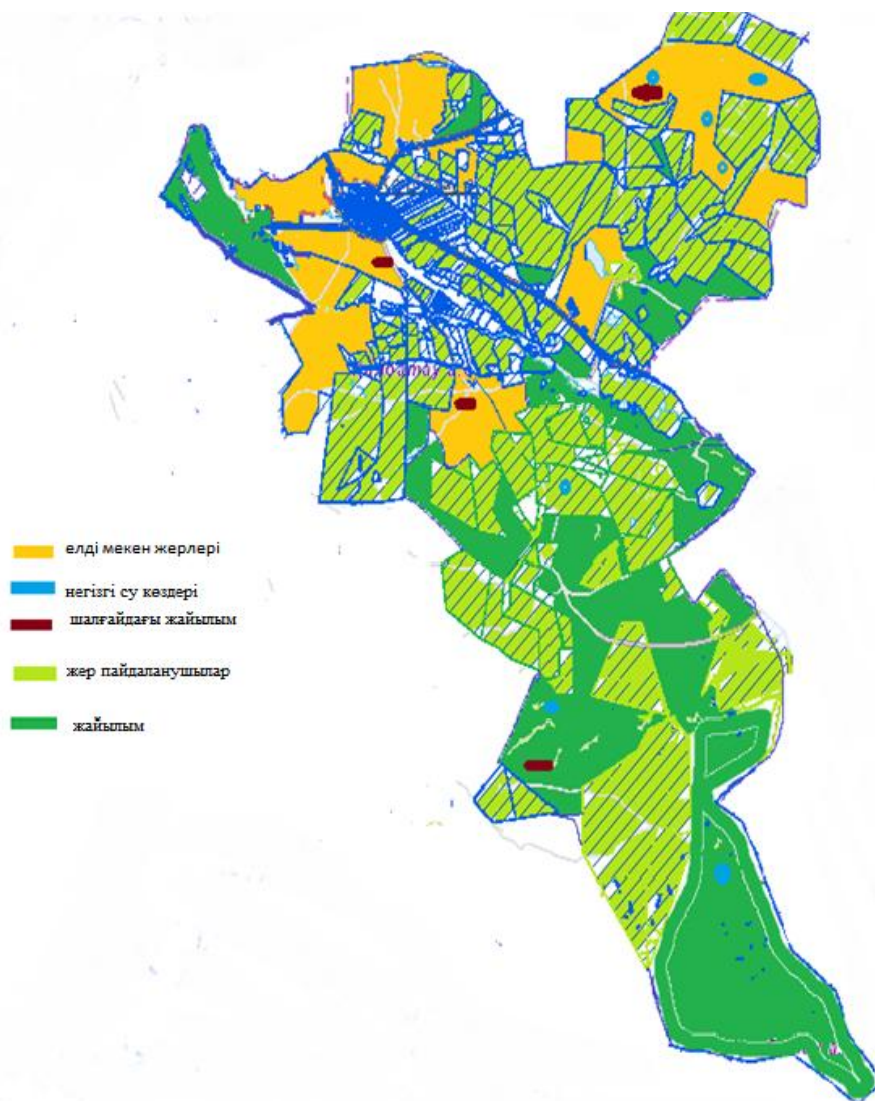 елді мекен жерлері
негізгі су көздері
шалғайдағы жайылым
жер пайдаланушылар
жайылым